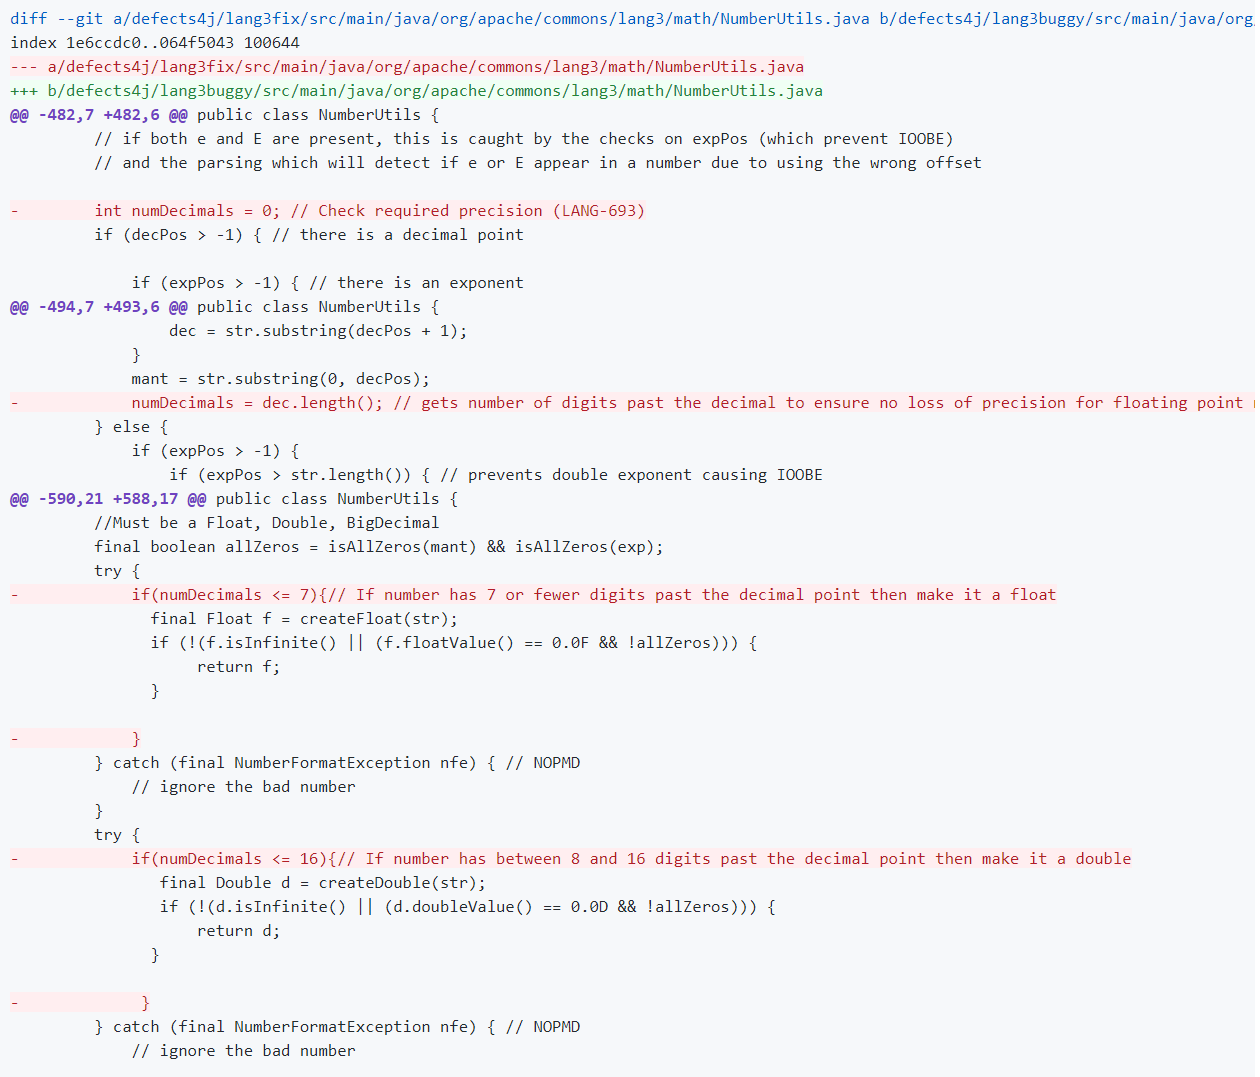 diff --git a/defects4j/lang3fix/src/main/java/org/apache/commons/lang3/math/NumberUtils.java b/defects4j/lang3buggy/src/main/java/org
index 1e6ccdc0..064f5043 100644
--- a/defects4j/lang3fix/src/main/java/org/apache/commons/lang3/math/NumberUtils.java
+++ b/defects4j/lang3buggy/src/main/java/org/apache/commons/lang3/math/NumberUtils.java
@@ -482,7 +482,6 @@ public class NumberUtils {
         // if both e and E are present, this is caught by the checks on expPos (which prevent IOOBE)
         // and the parsing which will detect if e or E appear in a number due to using the wrong offset
-        int numDecimals = 0; // Check required precision (LANG-693)
         if (decPos > -1) { // there is a decimal point
             if (expPos > -1) { // there is an exponent
@@ -494,7 +493,6 @@ public class NumberUtils {
                 dec = str.substring(decPos + 1);
             }
             mant = str.substring(0, decPos);
-            numDecimals = dec.length(); // gets number of digits past the decimal to ensure no loss of precision for floating point
         } else {
             if (expPos > -1) {
                 if (expPos > str.length()) { // prevents double exponent causing IOOBE
@@ -590,21 +588,17 @@ public class NumberUtils {
         //Must be a Float, Double, BigDecimal
         final boolean allZeros = isAllZeros(mant) && isAllZeros(exp);
         try {
-            if(numDecimals <= 7){// If number has 7 or fewer digits past the decimal point then make it a float
               final Float f = createFloat(str);
               if (!(f.isInfinite() || (f.floatValue() == 0.0F && !allZeros))) {
                    return f;
               }
-            }
         } catch (final NumberFormatException nfe) { // NOPMD
             // ignore the bad number
         }
         try {
-            if(numDecimals <= 16){// If number has between 8 and 16 digits past the decimal point then make it a double
                final Double d = createDouble(str);
                if (!(d.isInfinite() || (d.doubleValue() == 0.0D && !allZeros))) {
                    return d;
               }
-             }
         } catch (final NumberFormatException nfe) { // NOPMD
             // ignore the bad number